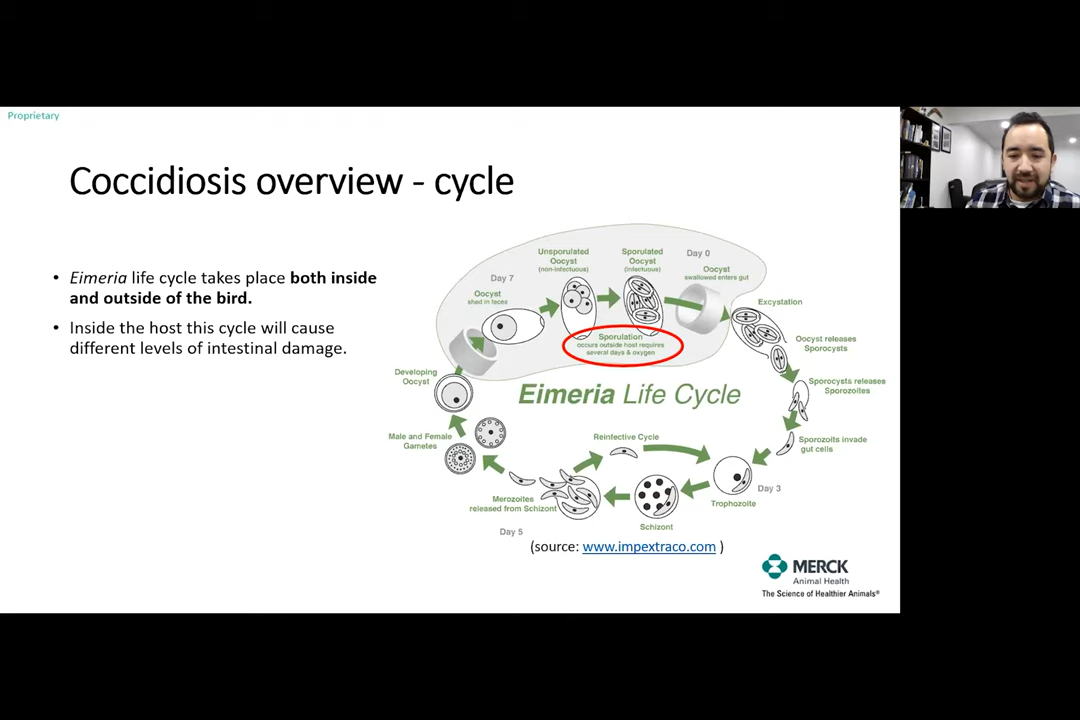 Proprietary
Coccidiosis overview - cycle
• Eimeria life cycle takes place both inside
and outside of the bird.
• Inside the host this cycle will cause
different levels of intestinal damage.
Unsporulated
Oocyst
(non-infectuous)
Sporulated
Oocyst
(infectuous)
Day 0
Oocyst
swallowed enters gut
Day 7
Oocyst
shed in feces
Excystation
Sporulation
occurs outside host requires
several days & oxygen
Oocyst releases
Sporocysts
Developing
Oocyst
Sporocysts releases
Sporozoites
Eimeria Life Cycle
Male and Female
Gametes
Reinfective Cycle
Sporozoits invade
gut cells
Day 3
Trophozoite
Merozoites
released from Schizont
Schizont
Day 5
(source: www.impextraco.com )
MERCK
Animal Health
The Science of Healthier Animals®